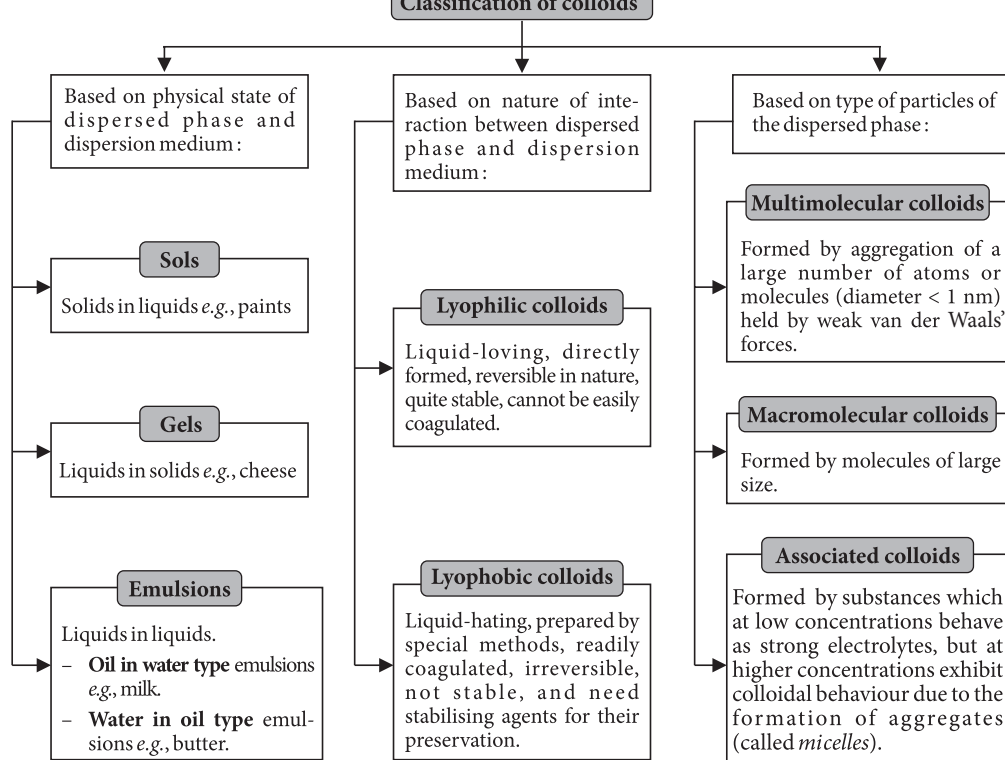 Classification of colloids
Based on physical state of
dispersed phase and
dispersion medium :
Sols
Solids in liquids e.g., paints
Gels
Liquids in solids e.g., cheese
Emulsions
Liquids in liquids.
– Oil in water type emulsions
e.g., milk.
– Water in oil type emul-
sions e.g., butter.
Based on nature of inte-
raction between dispersed
phase and dispersion
medium :
Lyophilic colloids
Liquid-loving, directly
formed, reversible in nature,
quite stable, cannot be easily
coagulated.
Lyophobic colloids
Liquid-hating, prepared by
special methods, readily
coagulated, irreversible,
not stable, and need
stabilising agents for their
preservation.
Based on type of particles of
the dispersed phase :
Multimolecular colloids
Formed by aggregation of a
large number of atoms or
molecules (diameter < 1 nm)
held by weak van der Waals’
forces.
Macromolecular colloids
Formed by molecules of large
size.
Associated colloids
Formed by substances which
at low concentrations behave
as strong electrolytes, but at
higher concentrations exhibit
colloidal behaviour due to the
formation of aggregates
(called micelles).